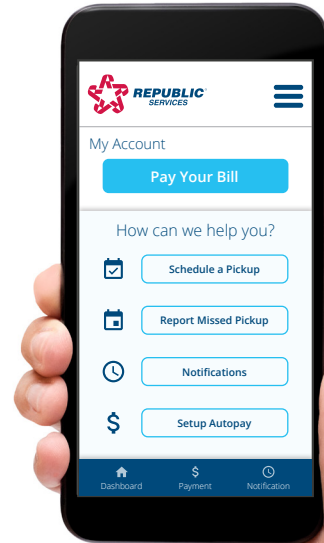 REPUBLIC
SERVICES
My Account
Pay Your Bill
How can we help you?
Schedule a Pickup
Report Missed Pickup
Notifications
$ Setup Autopay
$
Dashboard Payment Notification